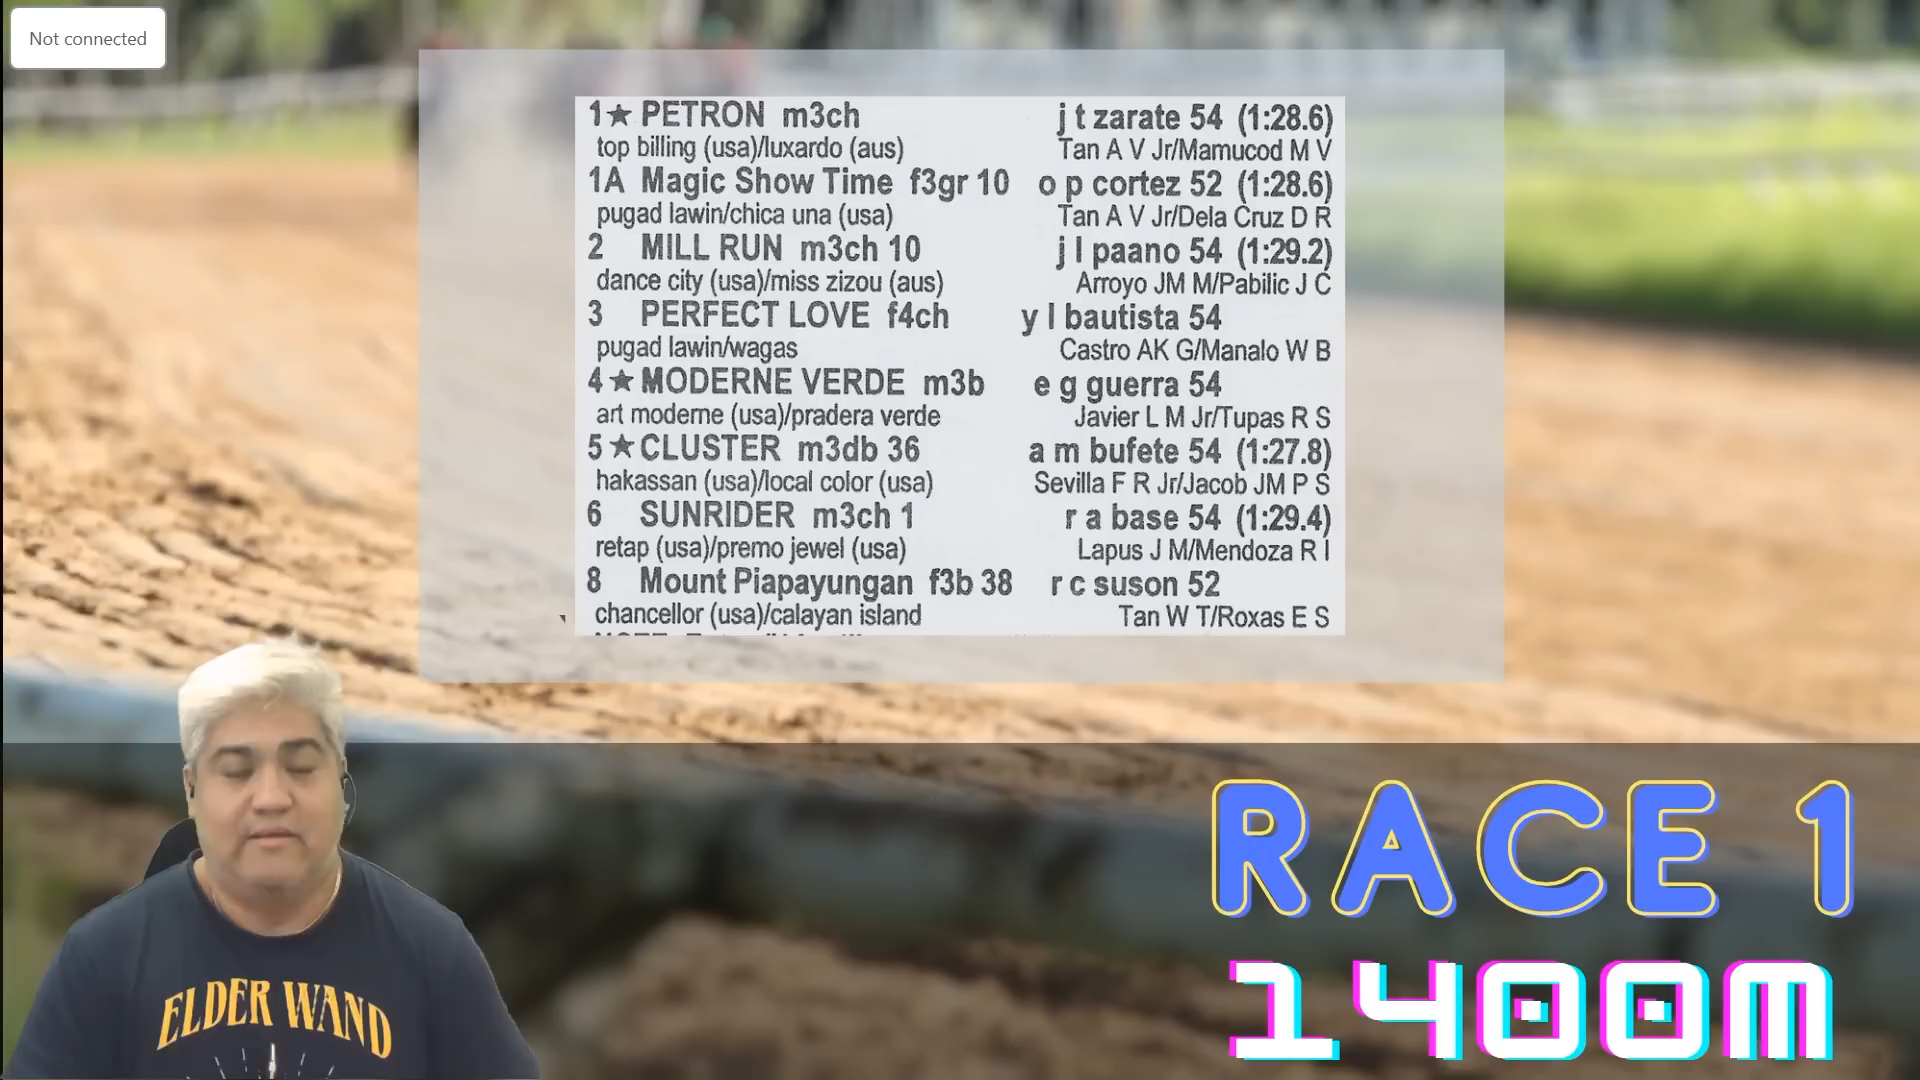 Not connected
1★ PETRON m3ch j t zarate 54 (1:28.6)
top billing (usa)/luxardo (aus) Tan A V Jr/Mamucod M V
1A Magic Show Time f3gr 10 o p cortez 52 (1:28.6)
pugad lawin/chica una (usa) Tan A V Jr/Dela Cruz D R
2 MILL RUN m3ch 10 j l paano 54 (1:29.2)
dance city (usa)/miss zizou (aus) Arroyo JM M/Pabilic J C
3 PERFECT LOVE f4ch y l bautista 54
pugad lawin/wagas Castro AK G/Manalo W B
4★MODERNE VERDE m3b e g guerra 54
art moderne (usa)/pradera verde Javier L M Jr/Tupas R S
5★CLUSTER m3db 36 a m bufete 54 (1:27.8)
hakassan (usa)/local color (usa) Sevilla F R Jr/Jacob JM P S
6 SUNRIDER m3ch 1 r a base 54 (1:29.4)
retap (usa)/premo jewel (usa) Lapus J M/Mendoza R I
8 Mount Piapayungan f3b 38 r c suson 52
chancellor (usa)/calayan island Tan W T/Roxas E S
ELDER WAND
RACE 1
1400M